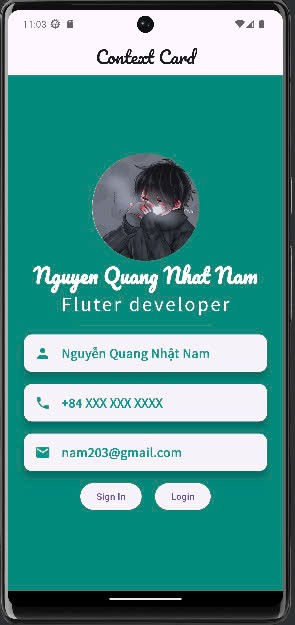 11:03
Context Card
Nguyen Quang Nhat Nam
Fluter developer
Nguyễn Quang Nhật Nam
+84 XXX XXX XXXX
nam203@gmail.com
Sign In Login